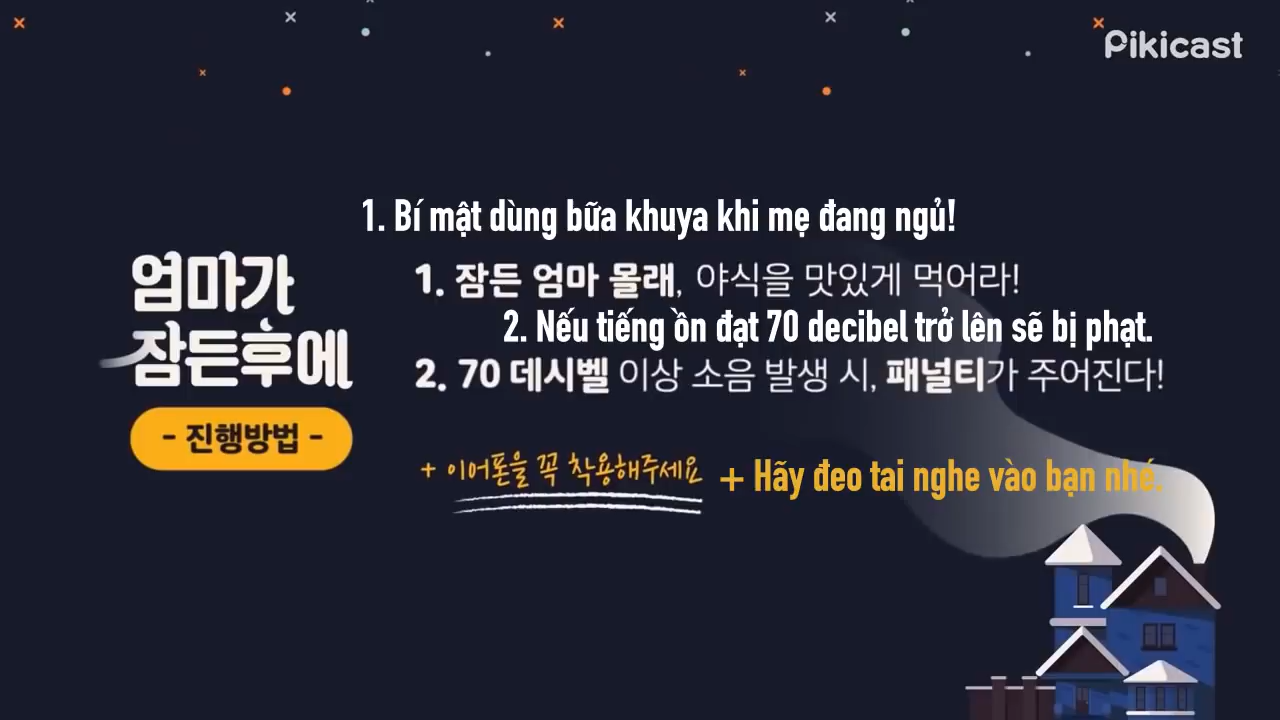 Pikicast
엄마가
잠든후에
- 진행방법 -
1. Bí mật dùng bữa khuya khi mẹ đang ngủ!
1. 잠든 엄마 몰래, 야식을 맛있게 먹어라!
2. Nếu tiếng ồn đạt 70 decibel trở lên sẽ bị phạt.
2. 70 데시벨 이상 소음 발생 시, 패널티가 주어진다!
+ 이어폰을 꼭 착용해주세요
+ Hãy đeo tai nghe vào bạn nhé.